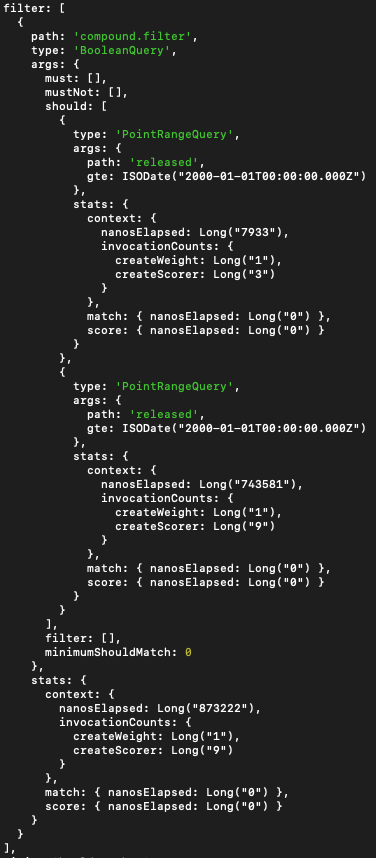 filter: [
{
path: 'compound.filter',
type: 'BooleanQuery',
args: {
must: [],
mustNot: [],
should: [
{
type: 'PointRangeQuery',
args: {
path: 'released',
gte: ISODate("2000-01-01T00:00:00.000Z")
},
stats: {
context: {
nanosElapsed: Long("7933"),
invocationCounts: {
createWeight: Long("1"),
createScorer: Long("3")
}
},
match: { nanosElapsed: Long("0") },
score: { nanosElapsed: Long("0") }
}
},
{
type: 'PointRangeQuery',
args: {
path: 'released',
gte: ISODate("2000-01-01T00:00:00.000Z")
},
stats: {
context: {
nanosElapsed: Long("743581"),
invocationCounts: {
createWeight: Long("1"),
createScorer: Long("9")
}
},
match: { nanosElapsed: Long("0") },
score: { nanosElapsed: Long("0") }
}
}
],
filter: [],
minimumShouldMatch: 0
},
stats: {
context: {
nanosElapsed: Long("873222"),
invocationCounts: {
createWeight: Long("1"),
createScorer: Long("9")
}
},
match: { nanosElapsed: Long("0") },
score: { nanosElapsed: Long("0") }
}
}
],